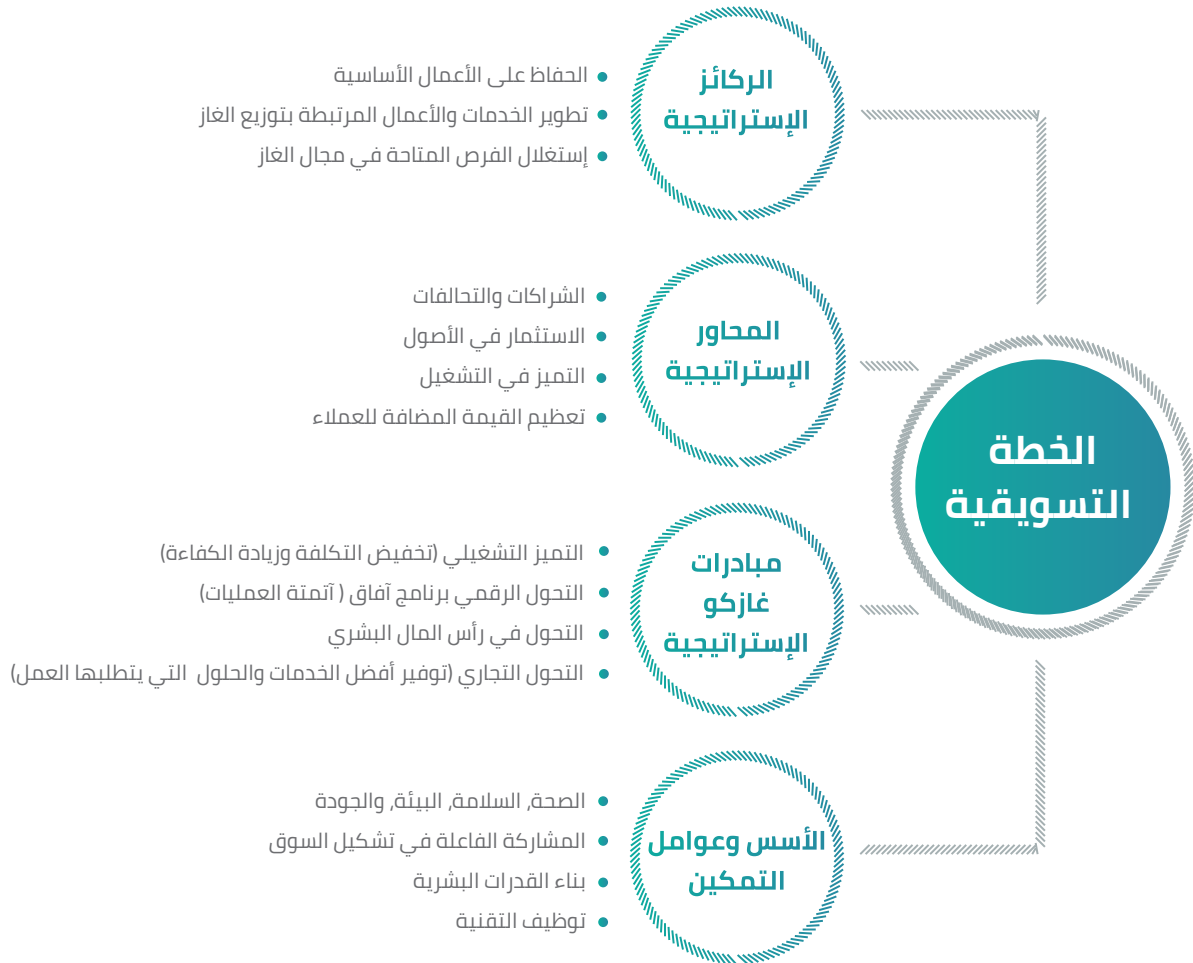 الخطة
التسويقية
الركائز
الإستراتيجية
الحفاظ على الأعمال الأساسية
تطوير الخدمات والأعمال المرتبطة بتوزيع الغاز
إستغلال الفرص المتاحة في مجال الغاز
المحاور
الإستراتيجية
الشراكات والتحالفات
الاستثمار في الأصول
التميز في التشغيل
تعظيم القيمة المضافة للعملاء
مبادرات
غازكو
الإستراتيجية
التميز التشغيلي (تخفيض التكلفة وزيادة الكفاءة)
التحول الرقمي برنامج آفاق ( آتمتة العمليات)
التحول في رأس المال البشري
التحول التجاري (توفير أفضل الخدمات والحلول التي يتطلبها العمل)
الأسس وعوامل
التمكين
الصحة, السلامة, البيئة, والجودة
المشاركة الفاعلة في تشكيل السوق
بناء القدرات البشرية
توظيف التقنية